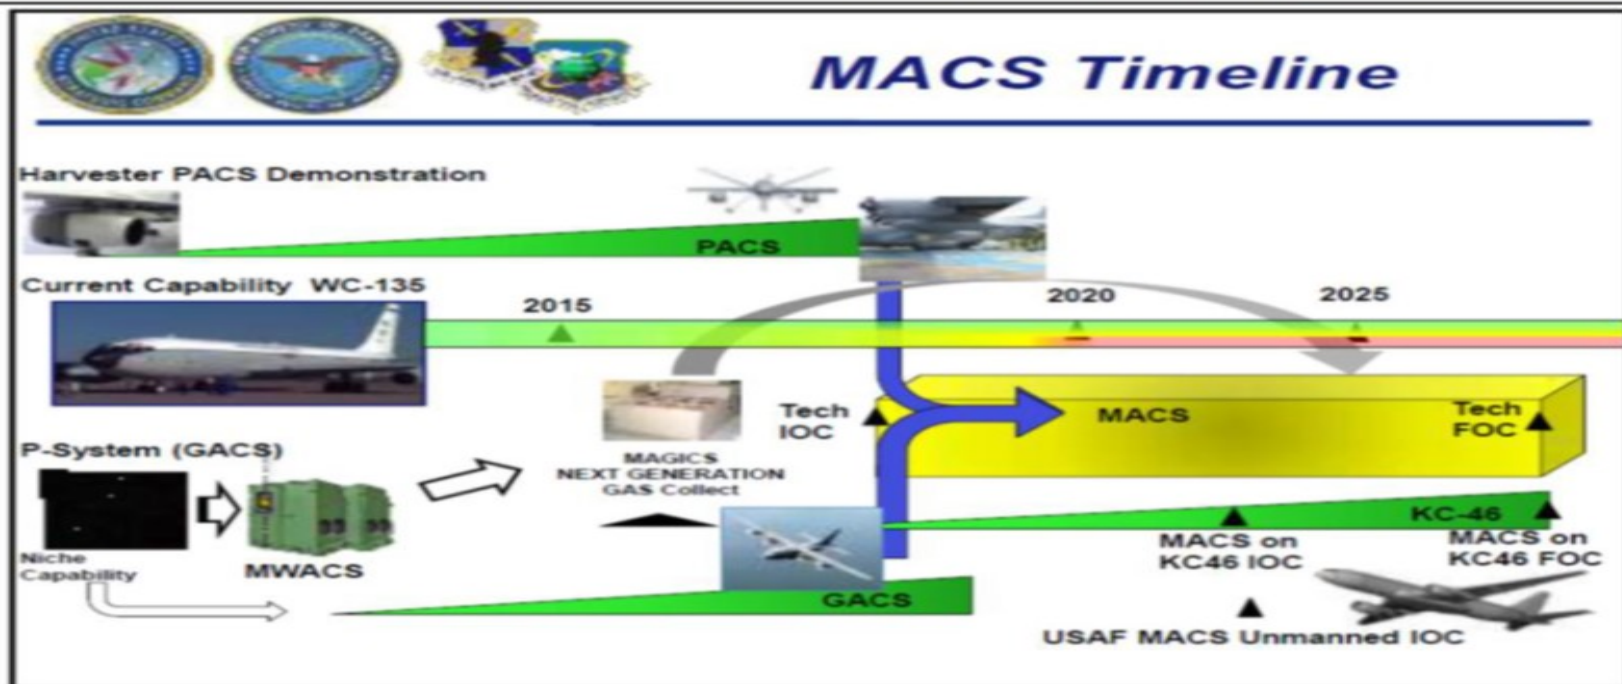 MACS Timeline
Harvester PACS Demonstration
PACS
Current Capability WC-135
2015
2020
2025
Tech
IOC
MACS
Tech
FOC
P-System (GACS)
MAGICS
NEXT GENERATION
GAS Collect
KC-46
MACS on
KC46 IOC
MACS on
KC46 FOC
Niche
Capability
MWACS
GACS
USAF MACS Unmanned IOC